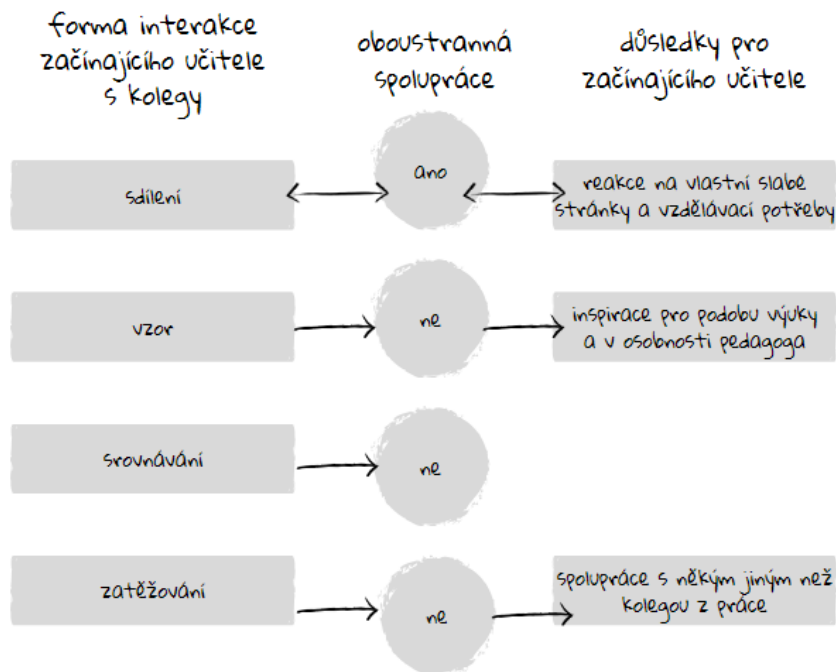 forma interakce
začínajícího učitele
s kolegy
oboustranná
spolupráce
důsledky pro
začínajícího učitele
sdílení
ano
reakce na vlastní slabé
stránky a vzdělávací potřeby
vzor
ne
inspirace pro podobu výuky
a v osobnosti pedagoga
srovnávání
ne
zatěžování
ne
spolupráce s někým jiným než
kolegou z práce